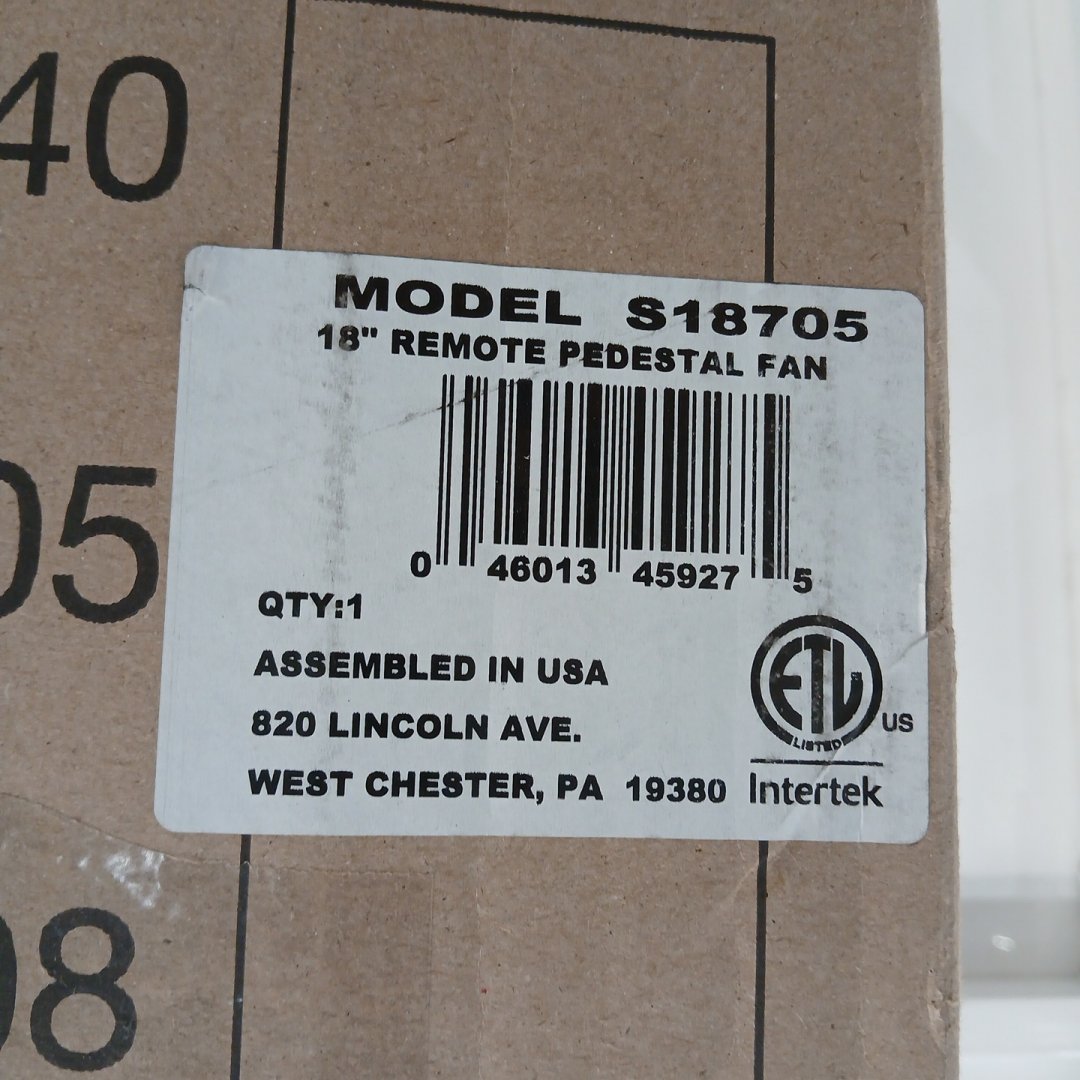 40
MODEL S18705
18" REMOTE PEDESTAL FAN
0 46013 45927 5
05
QTY:1
ASSEMBLED IN USA
820 LINCOLN AVE.
WEST CHESTER, PA 19380
ETL
LISTED
US
Intertek
98